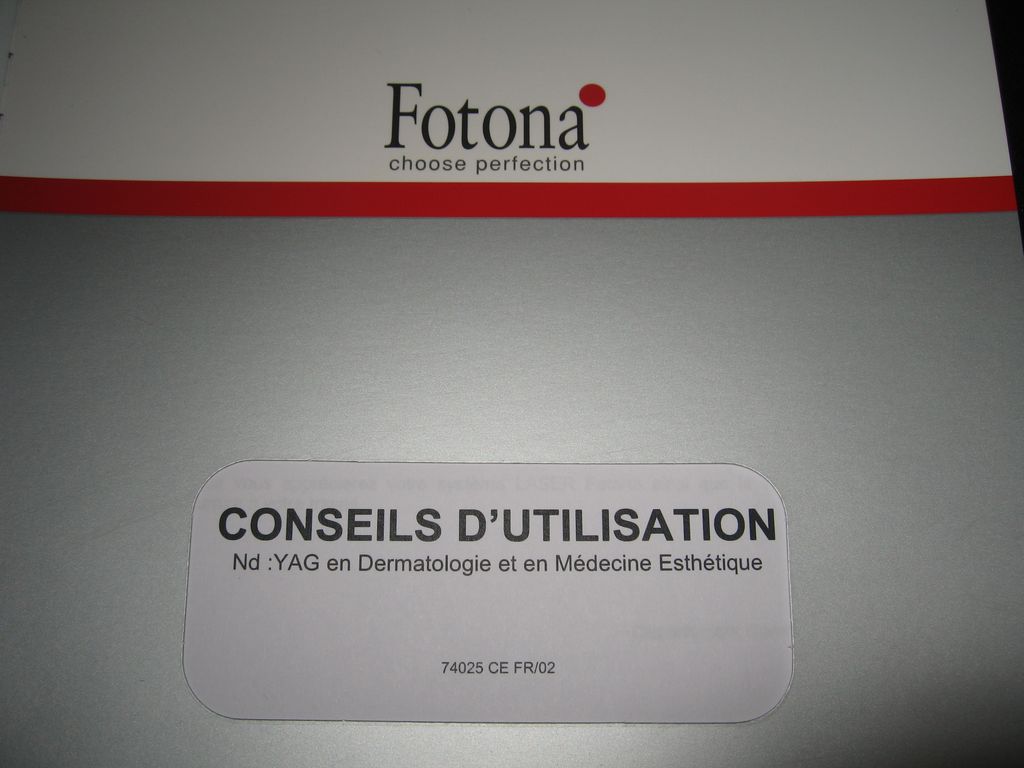 Fotona
choose perfection
CONSEILS D'UTILISATION
Nd :YAG en Dermatologie et en Médecine Esthétique
74025 CE FR/02